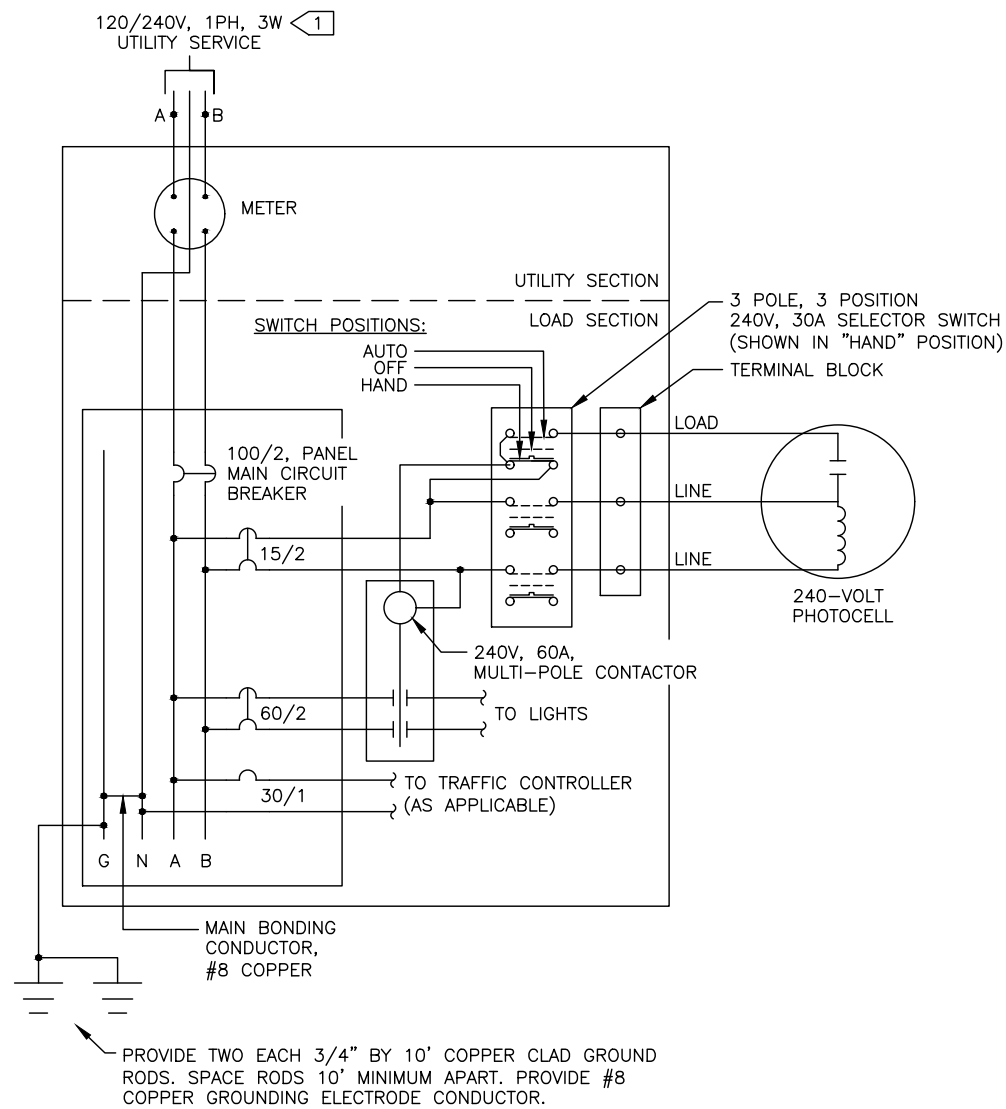 120/240V, 1PH, 3W
1
UTILITY SERVICE
A
B
METER
UTILITY SECTION
LOAD SECTION
SWITCH POSITIONS:
AUTO
OFF
HAND
3 POLE, 3 POSITION
240V, 30A SELECTOR SWITCH
(SHOWN IN "HAND" POSITION)
TERMINAL BLOCK
100/2, PANEL
MAIN CIRCUIT
BREAKER
LOAD
LINE
LINE
15/2
240-VOLT
PHOTOCELL
240V, 60A,
MULTI-POLE CONTACTOR
60/2
TO LIGHTS
30/1
TO TRAFFIC CONTROLLER
(AS APPLICABLE)
G
N
A
B
MAIN BONDING
CONDUCTOR,
#8 COPPER
PROVIDE TWO EACH 3/4" BY 10' COPPER CLAD GROUND
RODS. SPACE RODS 10' MINIMUM APART. PROVIDE #8
COPPER GROUNDING ELECTRODE CONDUCTOR.